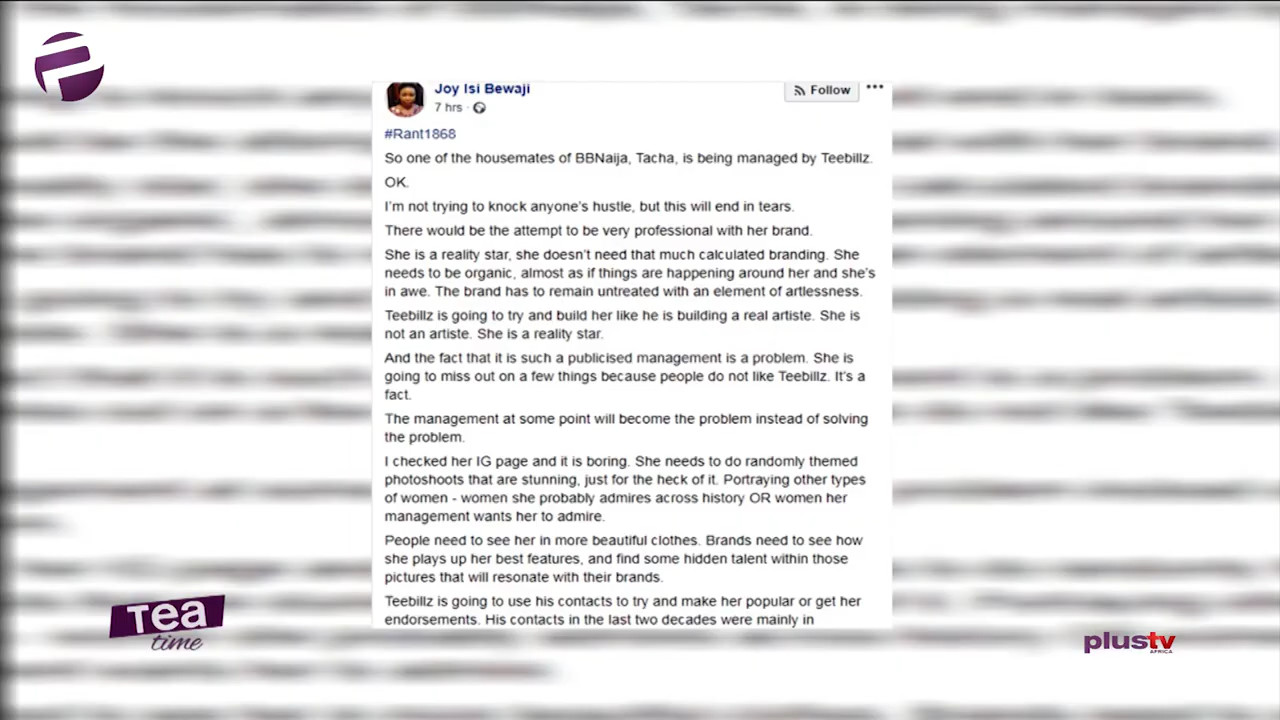 Joy Isi Bewaji
Follow
7 hrs
#Rant1868
So one of the housemates of BBNaija, Tacha, is being managed by Teebillz.
OK.
I'm not trying to knock anyone's hustle, but this will end in tears.
There would be the attempt to be very professional with her brand.
She is a reality star, she doesn't need that much calculated branding. She
needs to be organic, almost as if things are happening around her and she's
in awe. The brand has to remain untreated with an element of artlessness.
Teebillz is going to try and build her like he is building a real artiste. She is
not an artiste. She is a reality star.
And the fact that it is such a publicised management is a problem. She is
going to miss out on a few things because people do not like Teebillz. It's a
fact.
The management at some point will become the problem instead of solving
the problem.
I checked her IG page and it is boring. She needs to do randomly themed
photoshoots that are stunning, just for the heck of it. Portraying other types
of women - women she probably admires across history OR women her
management wants her to admire.
People need to see her in more beautiful clothes. Brands need to see how
she plays up her best features, and find some hidden talent within those
pictures that will resonate with their brands.
Teebillz is going to use his contacts to try and make her popular or get her
endorsements. His contacts in the last two decades were mainly in
Tea
time
plustv
AFRICA